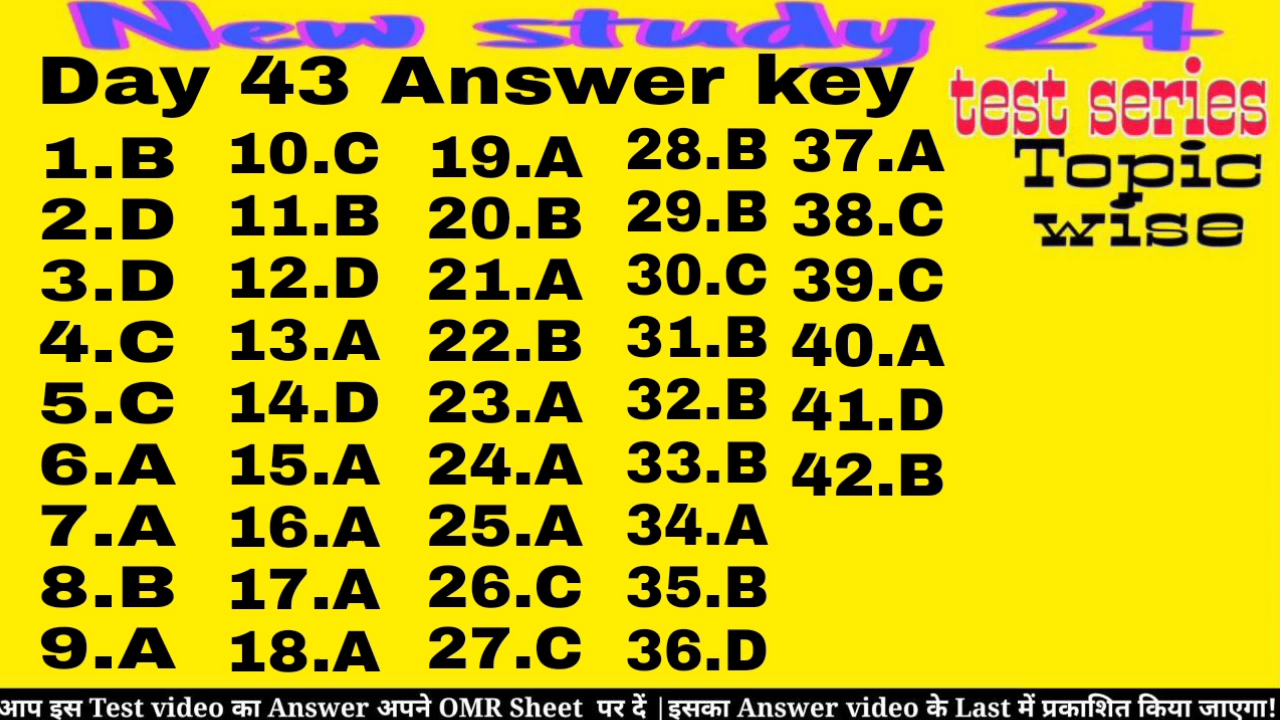 New study 24
Day 43 Answer key
test series
Topic
wise
1.B
2.D
3.D
4.C
5.C
6.A
7.A
8.B
9.A
10.C
11.B
12.D
13.A
14.D
15.A
16.A
17.A
18.A
19.A
20.B
21.A
22.B
23.A
24.A
25.A
26.C
27.C
28.B
29.B
30.C
31.B
32.B
33.B
34.A
35.B
36.D
37.A
38.C
39.C
40.A
41.D
42.B
आप इस Test video का Answer अपने OMR Sheet पर दें |इसका Answer video के Last में प्रकाशित किया जाएगा!